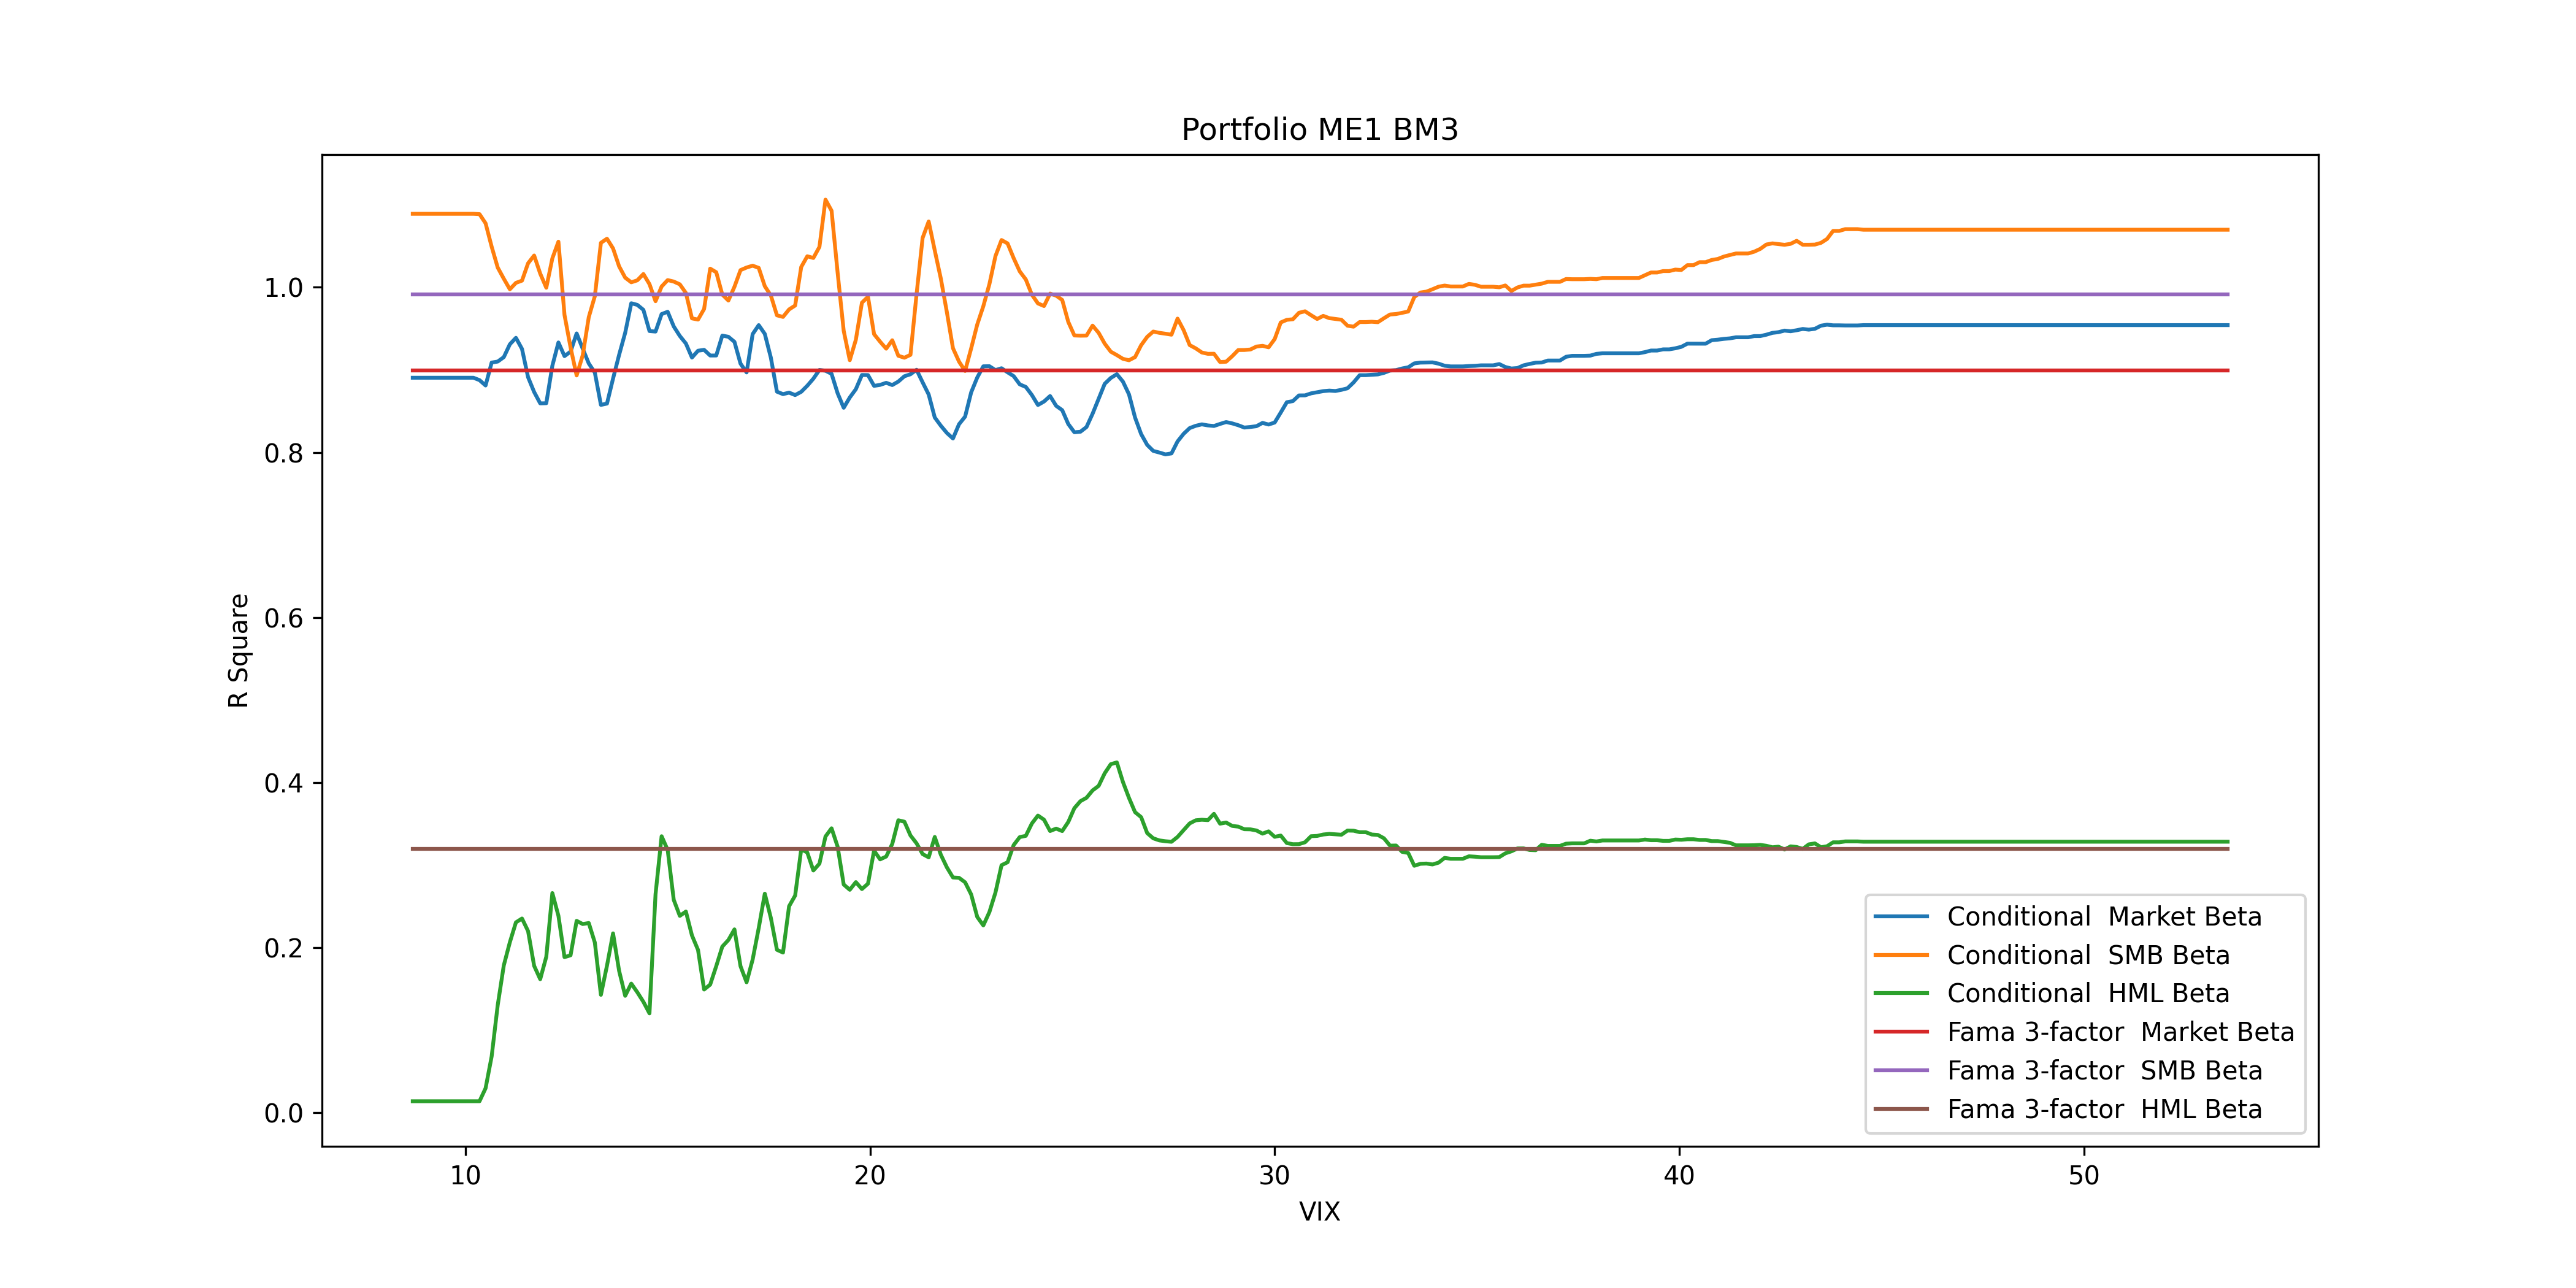 Portfolio ME1 BM3
R Square
1.0
0.8
0.6
0.4
0.2
0.0
10 20 30 40 50
VIX
Conditional  Market Beta
Conditional  SMB Beta
Conditional  HML Beta
Fama 3-factor  Market Beta
Fama 3-factor  SMB Beta
Fama 3-factor  HML Beta